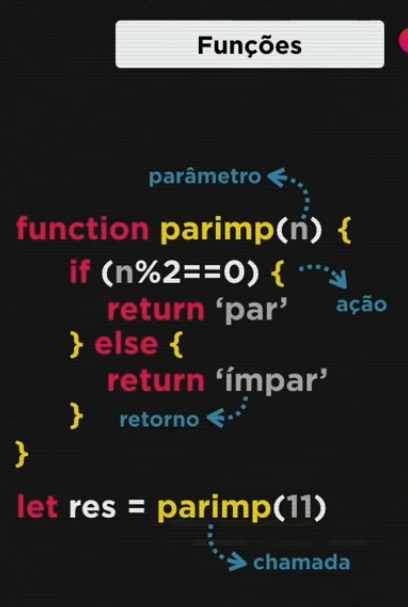 Funções
parâmetro
function parimp(n) {
if (n%2==0) {
ação
return ‘par’
} else {
return ‘ímpar’
} retorno
}
let res = parimp(11)
chamada